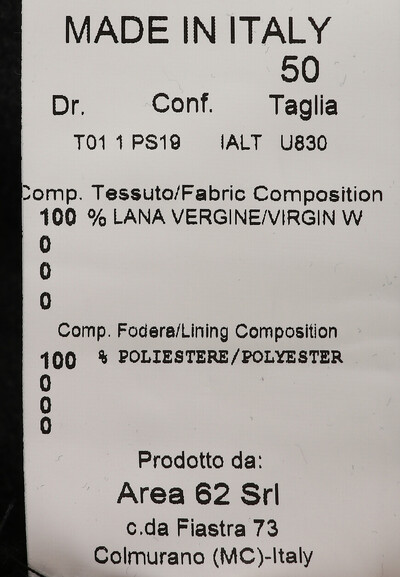 MADE IN ITALY
50
Dr. Conf. Taglia
T01 1 PS19 IALT U830
Comp. Tessuto/Fabric Composition
100 % LANA VERGINE/VIRGIN W
0
0
0
Comp. Fodera/Lining Composition
100 % POLIESTERE/POLYESTER
0
0
0
Prodotto da:
Area 62 Srl
c.da Fiastra 73
Colmurano (MC)-Italy